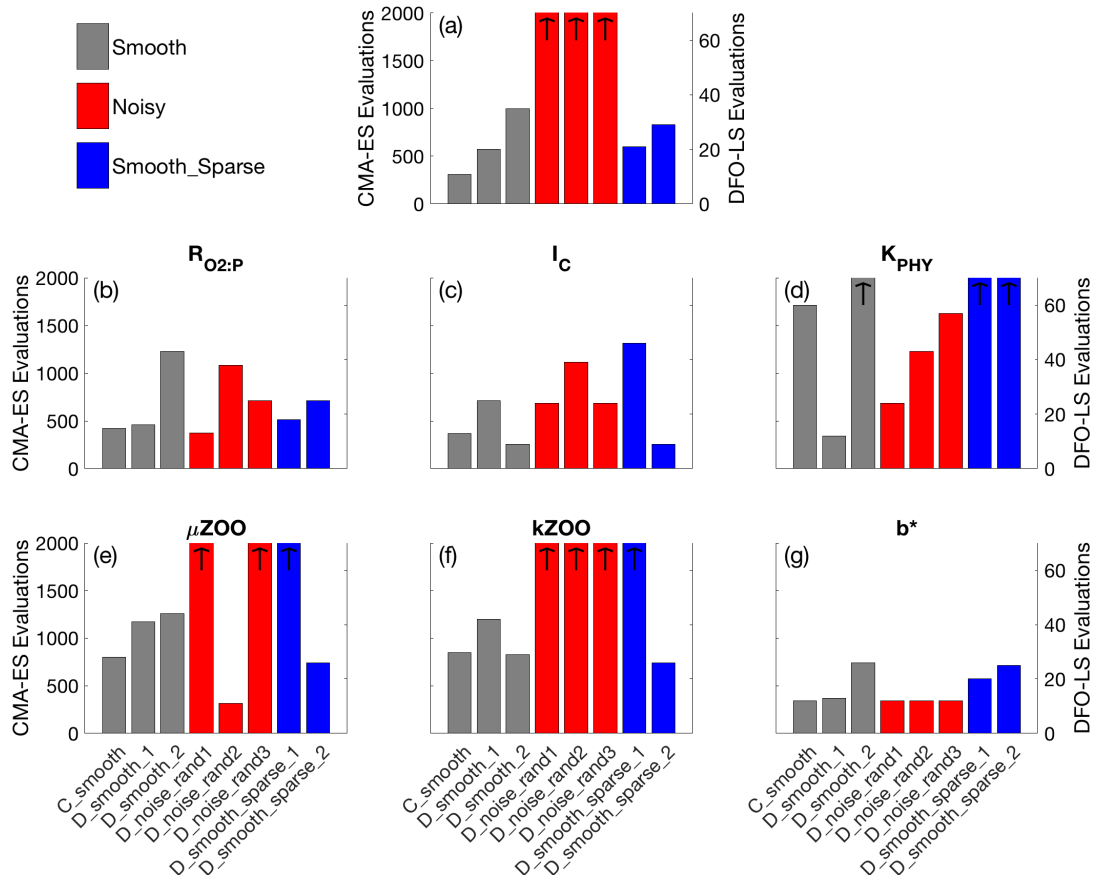 Smooth
Noisy
Smooth_Sparse
(a)
CMA-ES Evaluations
2000
1500
1000
500
0
DFO-LS Evaluations
60
40
20
0
R_O2:P
(b)
CMA-ES Evaluations
2000
1500
1000
500
0
I_C
(c)
K_PHY
(d)
DFO-LS Evaluations
60
40
20
0
μZOO
(e)
CMA-ES Evaluations
2000
1500
1000
500
0
C_smooth
D_smooth_1
D_smooth_2
D_noise_rand1
D_noise_rand2
D_noise_rand3
D_smooth_sparse_1
D_smooth_sparse_2
kZOO
(f)
C_smooth
D_smooth_1
D_smooth_2
D_noise_rand1
D_noise_rand2
D_noise_rand3
D_smooth_sparse_1
D_smooth_sparse_2
b*
(g)
DFO-LS Evaluations
60
40
20
0
C_smooth
D_smooth_1
D_smooth_2
D_noise_rand1
D_noise_rand2
D_noise_rand3
D_smooth_sparse_1
D_smooth_sparse_2